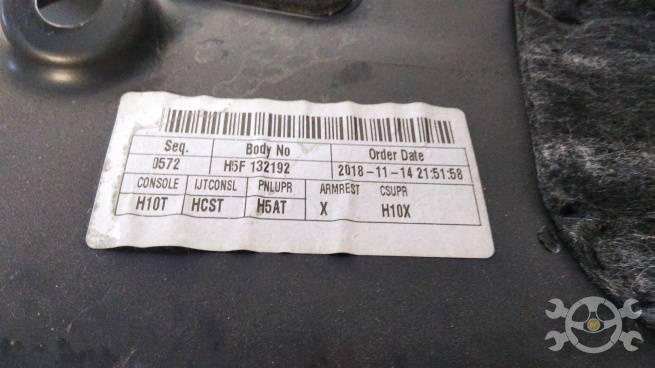 Seq. Body No Order Date
0572 H5F 132192 2018-11-14 21:51:58
CONSOLE IJTCONSL PNLUPR ARMREST CSUPR
H10T HCST H5AT X H10X